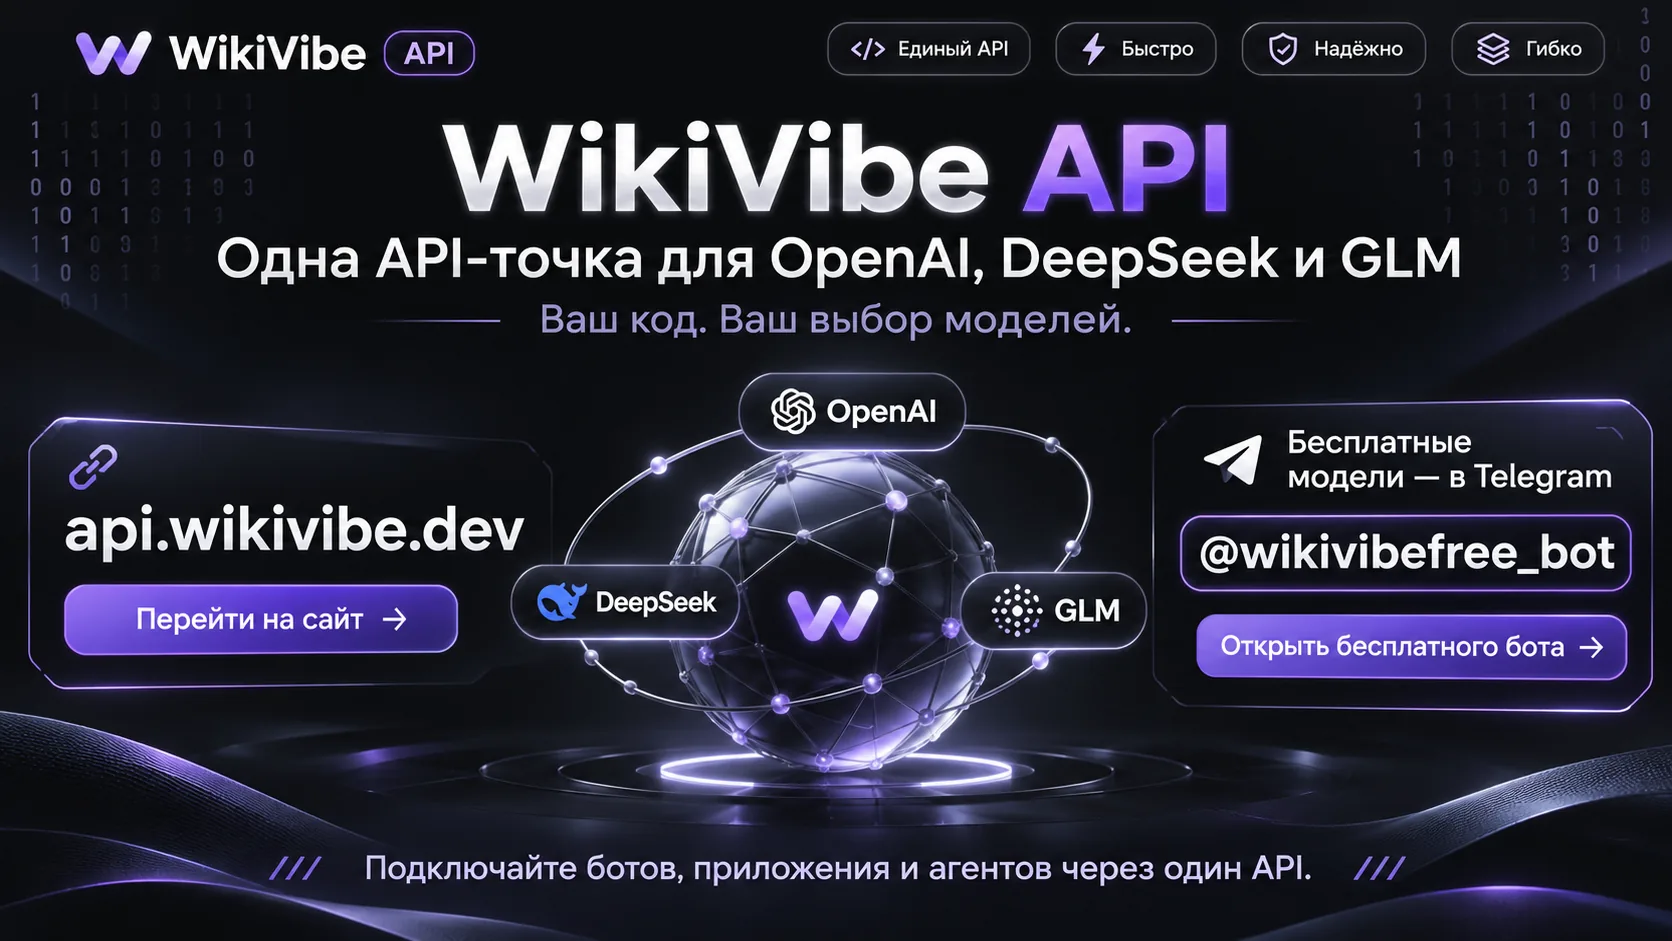 WikiVibe API
Единый API
Быстро
Надёжно
Гибко
WikiVibe API
Одна API-точка для OpenAI, DeepSeek и GLM
Ваш код. Ваш выбор моделей.
OpenAI
DeepSeek
GLM
api.wikivibe.dev
Перейти на сайт →
Бесплатные
модели — в Telegram
@wikivibefree_bot
Открыть бесплатного бота →
/// Подключайте ботов, приложения и агентов через один API. ///